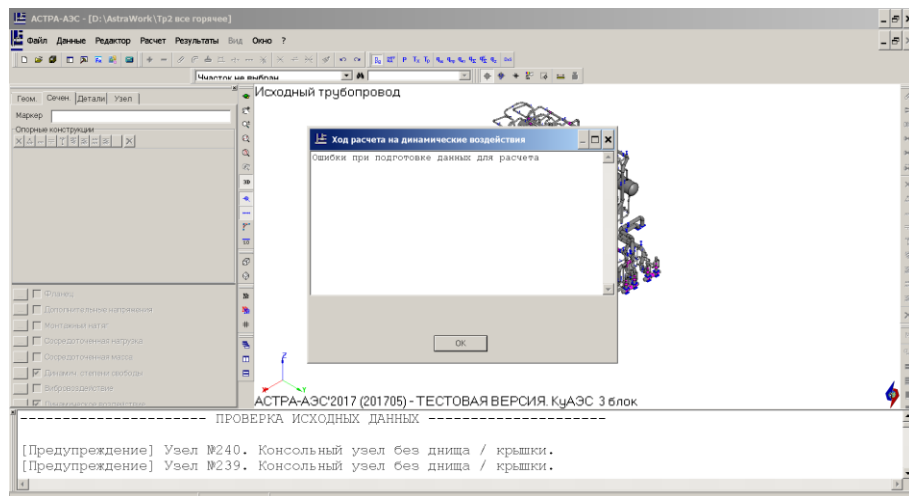 АСТРА-АЭС - [D:\AstraWork\Тр2 все горячее]
Файл Данные Редактор Расчет Результаты Вид Окно ?
Участок не выбран
Геом. Сечен. Детали Узел
Исходный трубопровод
Маркер
Опорные конструкции
Ход расчета на динамические воздействия
Ошибки при подготовке данных для расчета
3D
Фланец
Дополнительные напряжения
Монтажный натяг
Сосредоточенная нагрузка
Сосредоточенная масса
Динамич. степени свободы
Вибровоздействие
Динамическое воздействие
OK
Z
Y
АСТРА-АЭС'2017 (201705) - ТЕСТОВАЯ ВЕРСИЯ. КуАЭС 3 блок
---------------------- ПРОВЕРКА ИСХОДНЫХ ДАННЫХ ---------------------
[Предупреждение] Узел №240. Консольный узел без днища / крышки.
[Предупреждение] Узел №239. Консольный узел без днища / крышки.